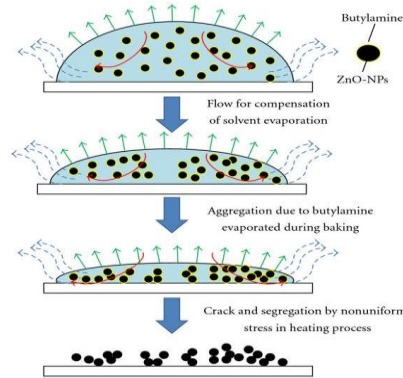 Butylamine
ZnO-NPs
Flow for compensation
of solvent evaporation
Aggregation due to butylamine
evaporated during baking
Crack and segregation by nonuniform
stress in heating process